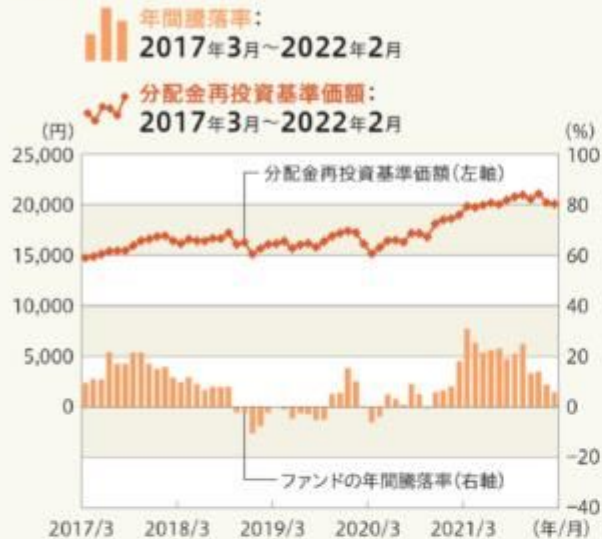 年間騰落率:
2017年3月～2022年2月
分配金再投資基準価額:
2017年3月～2022年2月
(円) (%)
25,000 100
分配金再投資基準価額(左軸)
20,000 80
15,000 60
10,000 40
5,000 20
0 0
−20
ファンドの年間騰落率(右軸)
−40
2017/3 2018/3 2019/3 2020/3 2021/3 (年/月)